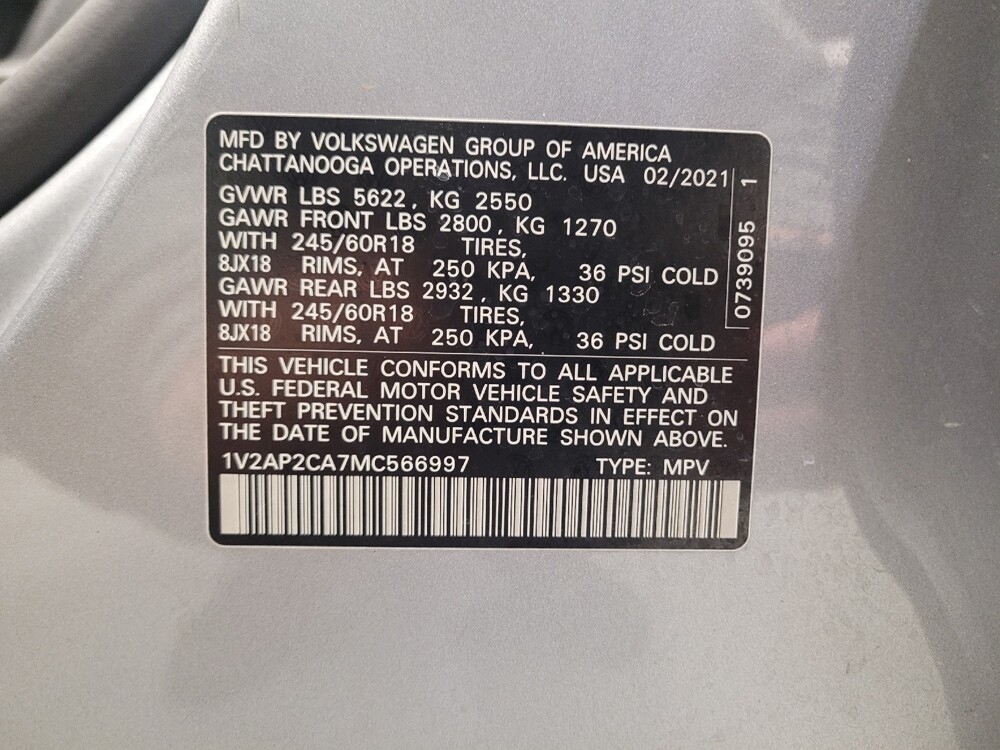 MFD BY VOLKSWAGEN GROUP OF AMERICA
CHATTANOOGA OPERATIONS, LLC. USA 02/2021
GVWR LBS 5622, KG 2550
GAWR FRONT LBS 2800, KG 1270
WITH 245/60R18 TIRES,
8JX18 RIMS, AT 250 KPA, 36 PSI COLD
GAWR REAR LBS 2932, KG 1330
WITH 245/60R18 TIRES,
8JX18 RIMS, AT 250 KPA, 36 PSI COLD
0739095 1
THIS VEHICLE CONFORMS TO ALL APPLICABLE
U.S. FEDERAL MOTOR VEHICLE SAFETY AND
THEFT PREVENTION STANDARDS IN EFFECT ON
THE DATE OF MANUFACTURE SHOWN ABOVE.
1V2AP2CA7MC566997 TYPE: MPV